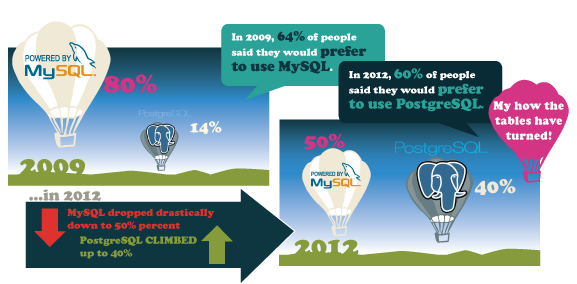 POWERED BY
MySQL.
80%
PostgreSQL
14%
2009
In 2009, 64% of people
said they would prefer
to use MySQL.
In 2012, 60% of people
said they would prefer
to use PostgreSQL.
My how the
tables have
turned!
50%
PostgreSQL
POWERED BY
MySQL.
40%
2012
...in 2012
MySQL dropped drastically
down to 50% percent
PostgreSQL CLIMBED
up to 40%